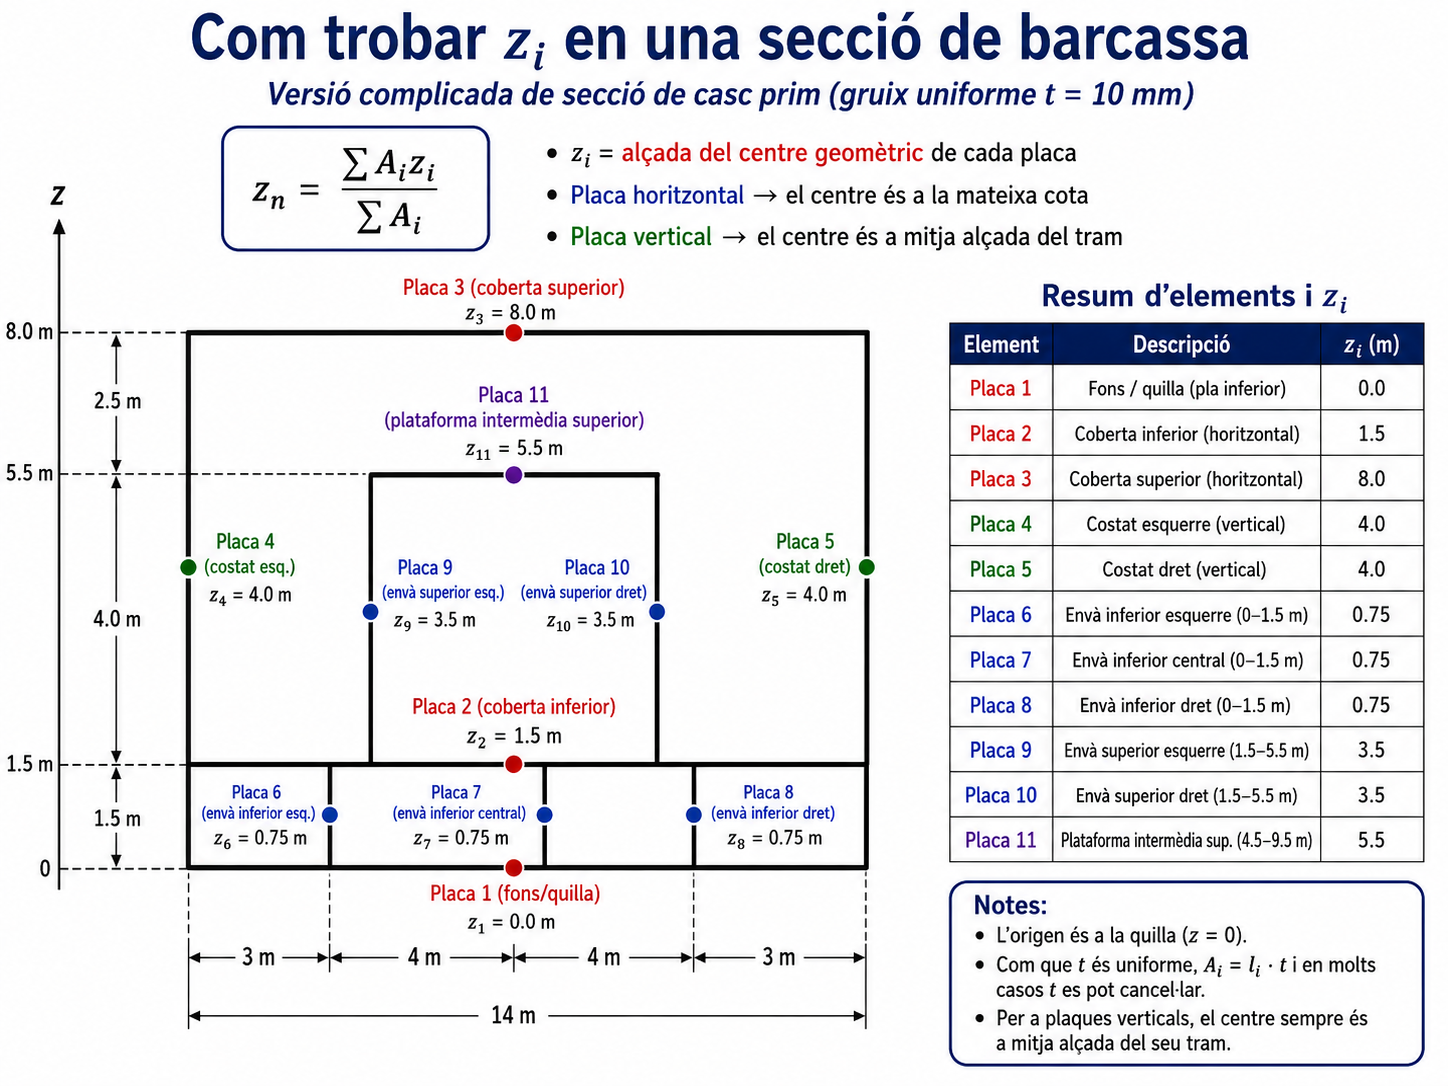 Com trobar zᵢ en una secció de barcassa
Versió complicada de secció de casc prim (gruix uniforme t = 10 mm)
zₙ = ∑ Aᵢzᵢ / ∑ Aᵢ
• zᵢ = alçada del centre geomètric de cada placa
• Placa horitzontal → el centre és a la mateixa cota
• Placa vertical → el centre és a mitja alçada del tram
z
8.0 m
2.5 m
5.5 m
4.0 m
1.5 m
1.5 m
0
Placa 3 (coberta superior)
z₃ = 8.0 m
Placa 11
(plataforma intermèdia superior)
z₁₁ = 5.5 m
Placa 4
(costat esq.)
z₄ = 4.0 m
Placa 9
(envà superior esq.)
z₉ = 3.5 m
Placa 10
(envà superior dret)
z₁₀ = 3.5 m
Placa 5
(costat dret)
z₅ = 4.0 m
Placa 2 (coberta inferior)
z₂ = 1.5 m
Placa 6
(envà inferior esq.)
z₆ = 0.75 m
Placa 7
(envà inferior central)
z₇ = 0.75 m
Placa 8
(envà inferior dret)
z₈ = 0.75 m
Placa 1 (fons/quilla)
z₁ = 0.0 m
3 m 4 m 4 m 3 m
14 m
Resum d’elements i zᵢ
Element Descripció zᵢ (m)
Placa 1 Fons / quilla (pla inferior) 0.0
Placa 2 Coberta inferior (horitzontal) 1.5
Placa 3 Coberta superior (horitzontal) 8.0
Placa 4 Costat esquerre (vertical) 4.0
Placa 5 Costat dret (vertical) 4.0
Placa 6 Envà inferior esquerre (0–1.5 m) 0.75
Placa 7 Envà inferior central (0–1.5 m) 0.75
Placa 8 Envà inferior dret (0–1.5 m) 0.75
Placa 9 Envà superior esquerre (1.5–5.5 m) 3.5
Placa 10 Envà superior dret (1.5–5.5 m) 3.5
Placa 11 Plataforma intermèdia sup. (4.5–9.5 m) 5.5
Notes:
• L’origen és a la quilla (z = 0).
• Com que t és uniforme, Aᵢ = lᵢ · t i en molts
casos t es pot cancel·lar.
• Per a plaques verticals, el centre sempre és
a mitja alçada del seu tram.